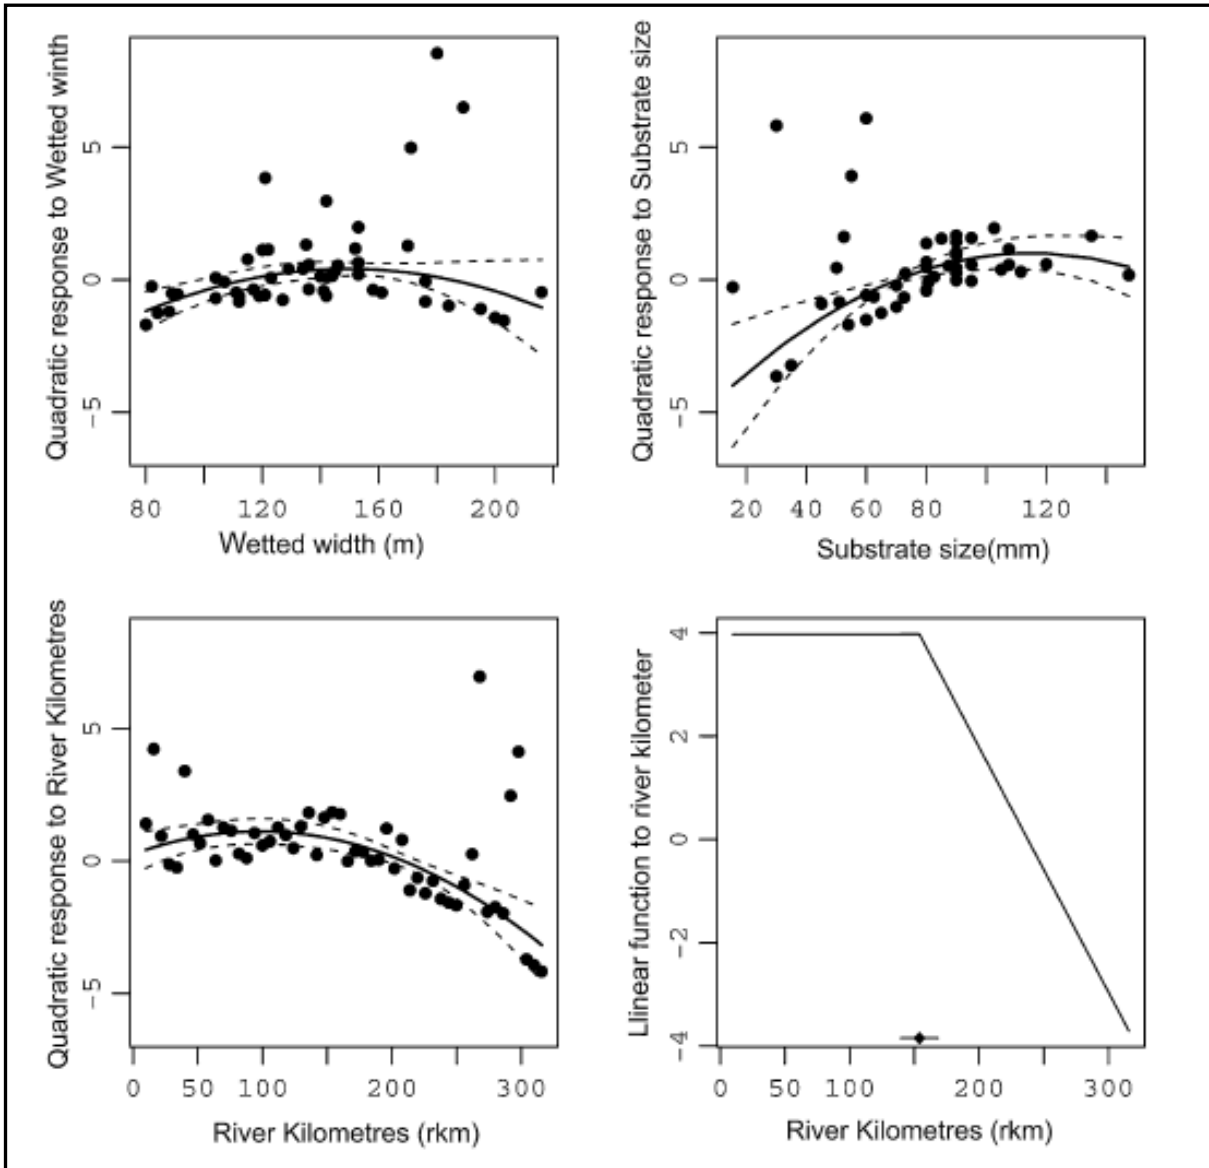 Quadratic response to Wetted winth
5
0
−5
80 120 160 200
Wetted width (m)
Quadratic response to Substrate size
5
0
−5
20 40 60 80 120
Substrate size(mm)
Quadratic response to River Kilometres
5
0
−5
0 50 100 200 300
River Kilometres (rkm)
Llinear function to river kilometer
4
2
0
−2
−4
0 50 100 200 300
River Kilometres (rkm)